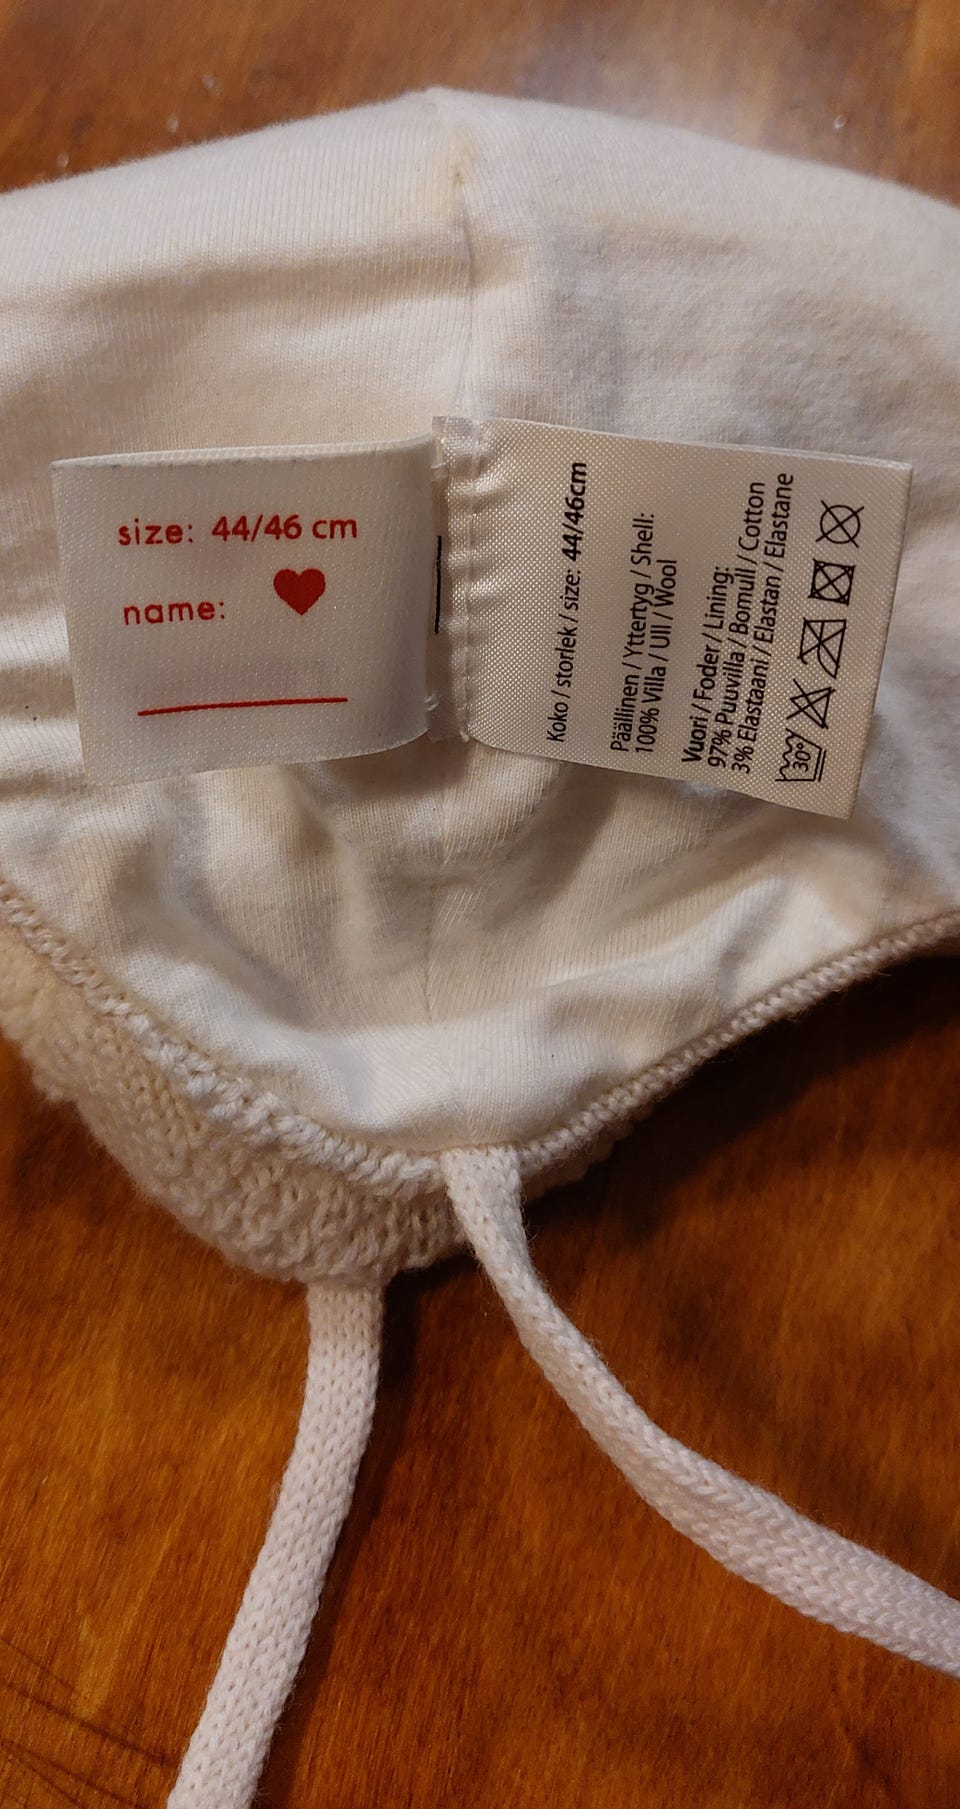 size: 44/46 cm
name:
Koko / storlek / size: 44/46cm
Päällinen / Yttertyg / Shell:
100% Villa / Ull / Wool
Vuori / Foder / Lining:
97% Puuvilla / Bomull / Cotton
3% Elastaani / Elastan / Elastane
30°